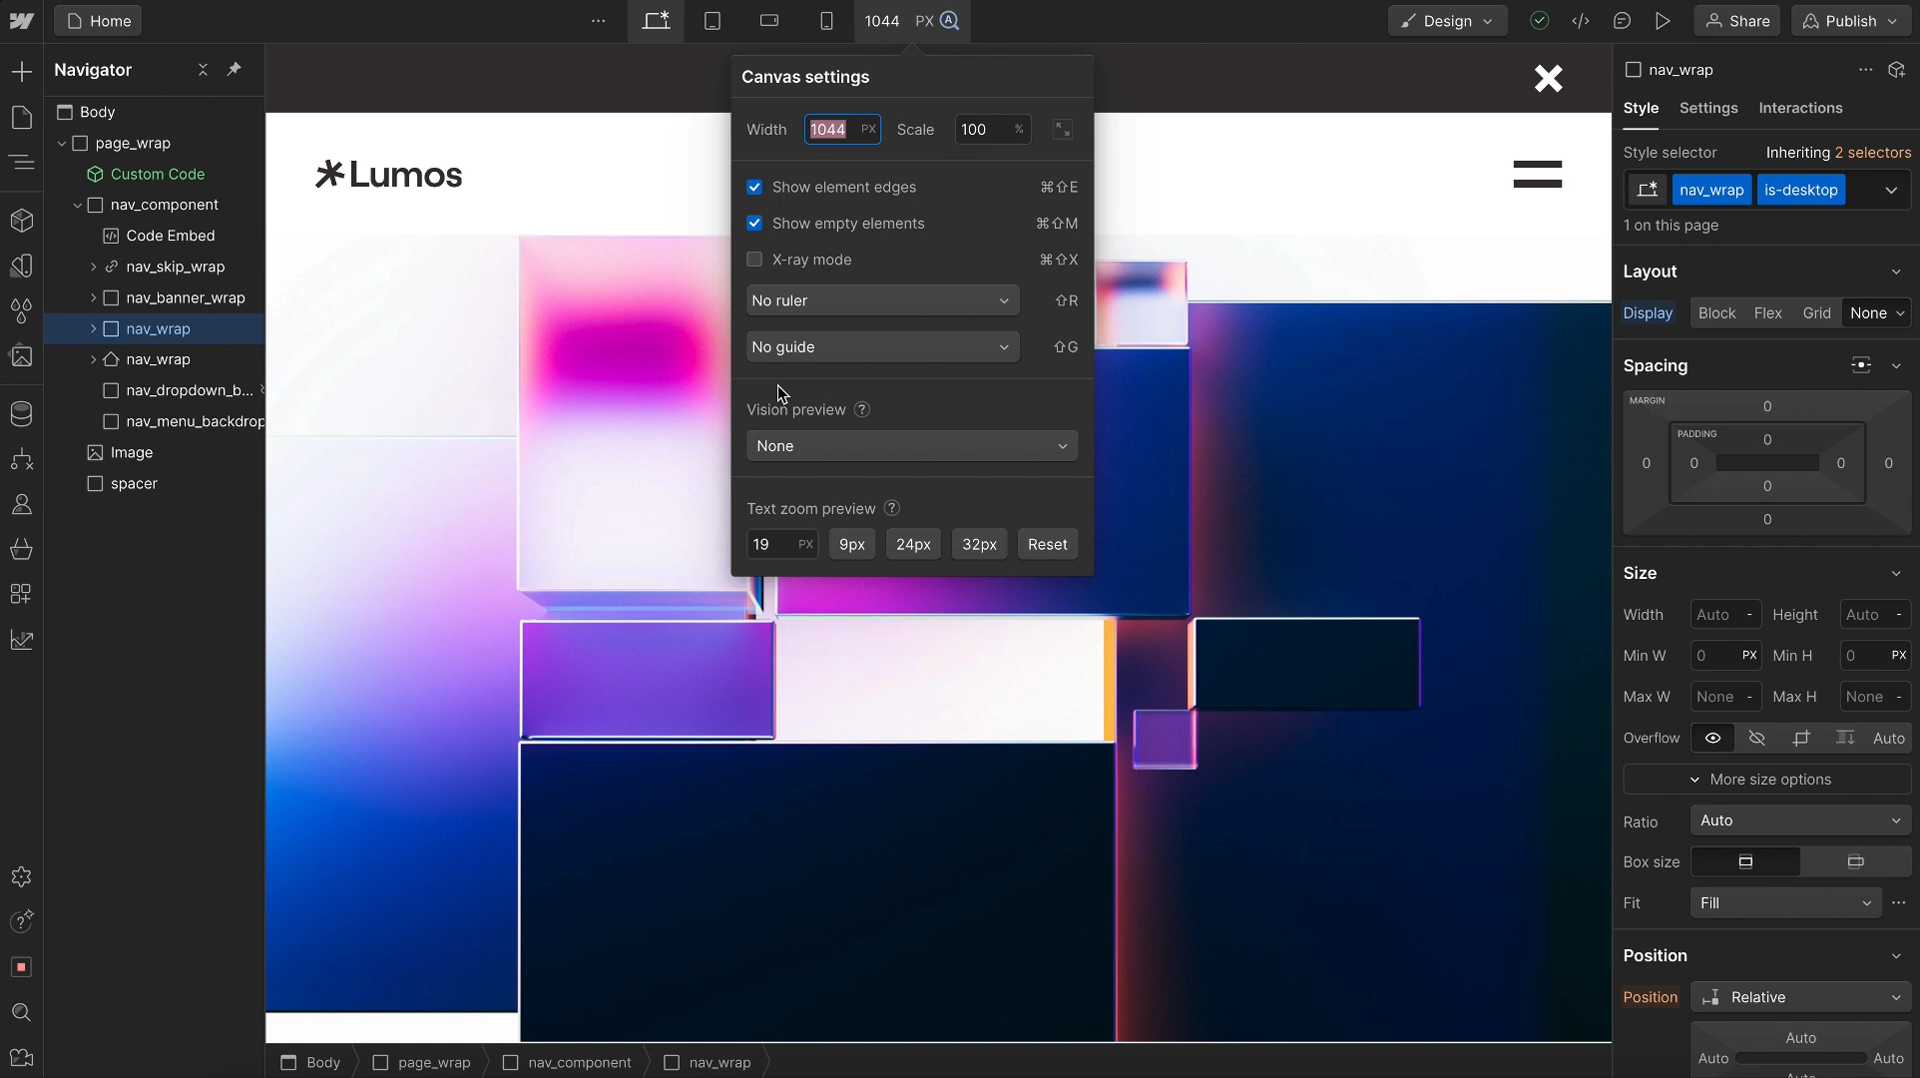 Home
1044 PX
Design
Share
Publish
Navigator
Body
page_wrap
Custom Code
nav_component
Code Embed
nav_skip_wrap
nav_banner_wrap
nav_wrap
nav_wrap
nav_dropdown_b...
nav_menu_backdrop
Image
spacer
Lumos
Canvas settings
Width 1044 PX Scale 100 %
Show element edges ⌘⇧E
Show empty elements ⌘⇧M
X-ray mode ⌘⇧X
No ruler ⇧R
No guide ⇧G
Vision preview ?
None
Text zoom preview ?
19 PX 9px 24px 32px Reset
nav_wrap
Style Settings Interactions
Style selector Inheriting 2 selectors
nav_wrap is-desktop
1 on this page
Layout
Display Block Flex Grid None
Spacing
MARGIN 0
PADDING 0
0 0 0 0
0
0
Size
Width Auto - Height Auto -
Min W 0 PX Min H 0 PX
Max W None - Max H None -
Overflow Auto
More size options
Ratio Auto
Box size
Fit Fill
Position
Position Relative
Auto
Auto Auto
Body page_wrap nav_component nav_wrap